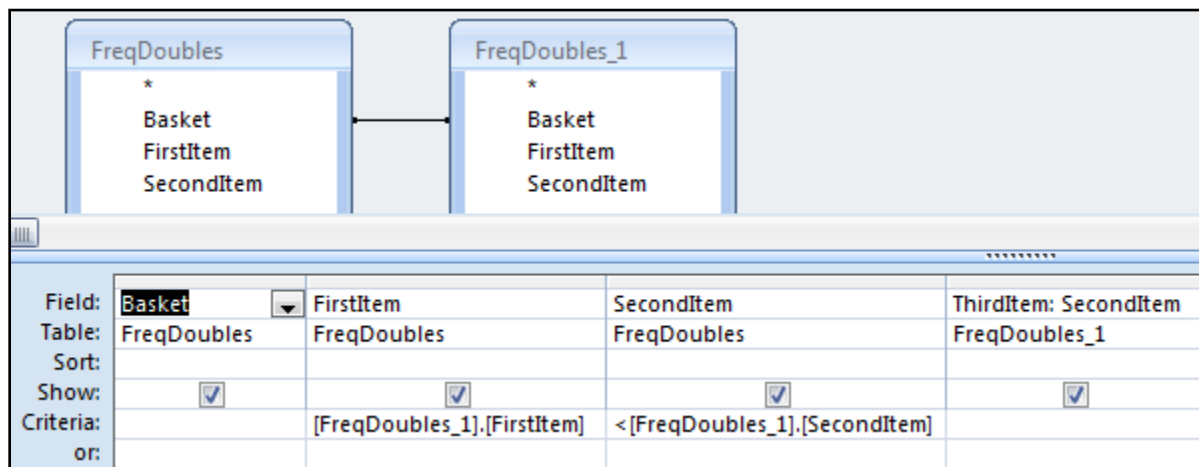 FreqDoubles FreqDoubles_1
* *
Basket Basket
FirstItem FirstItem
SecondItem SecondItem
Field: Basket FirstItem SecondItem ThirdItem: SecondItem
Table: FreqDoubles FreqDoubles FreqDoubles FreqDoubles_1
Sort:
Show:
Criteria: [FreqDoubles_1].[FirstItem] <[FreqDoubles_1].[SecondItem]
or: